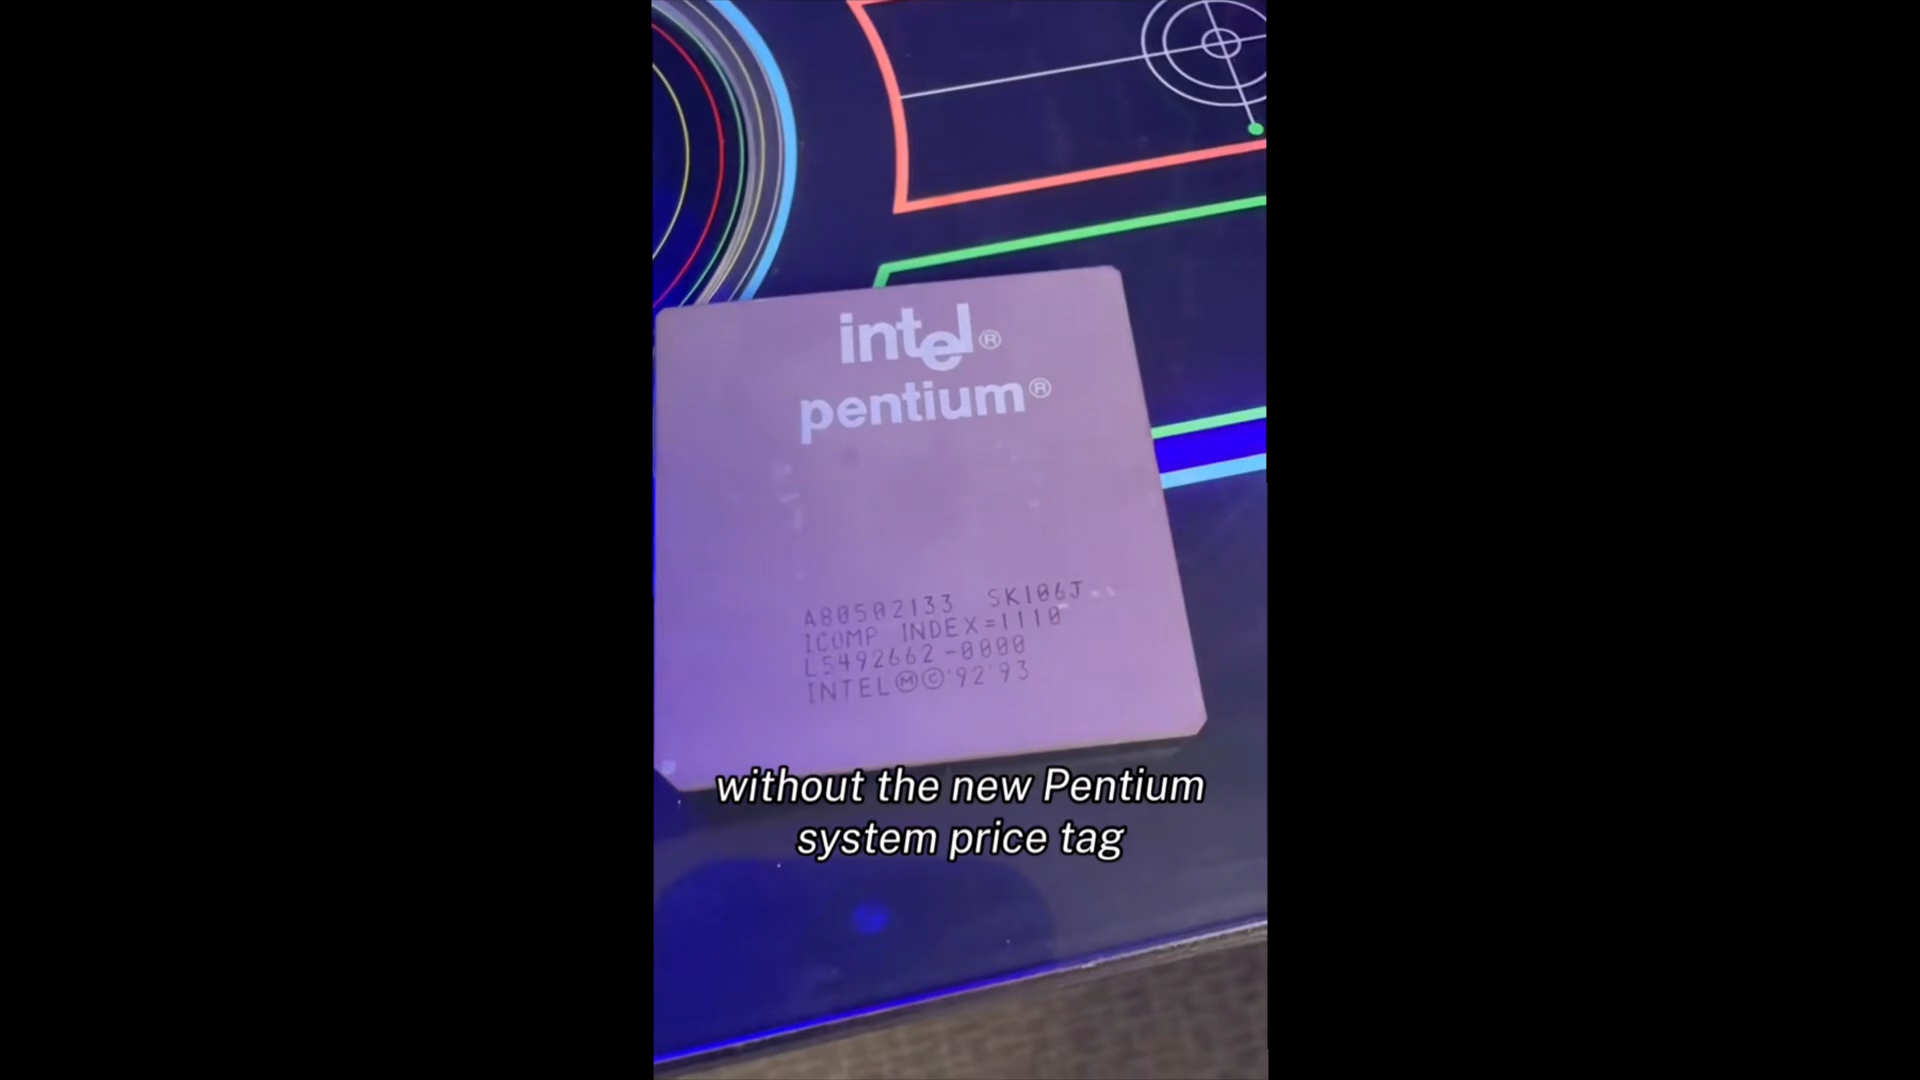 intel®
pentium®
A80502133 SK106J
ICOMP INDEX=1110
L5492662-0000
INTEL Ⓜ©'92'93
without the new Pentium
system price tag